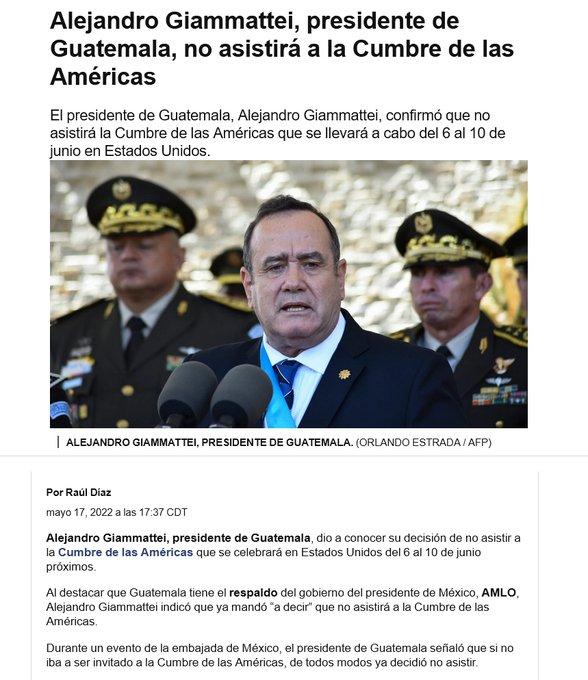 Alejandro Giammattei, presidente de
Guatemala, no asistirá a la Cumbre de las
Américas
El presidente de Guatemala, Alejandro Giammattei, confirmó que no
asistirá la Cumbre de las Américas que se llevará a cabo del 6 al 10 de
junio en Estados Unidos.
ALEJANDRO GIAMMATTEI, PRESIDENTE DE GUATEMALA. (ORLANDO ESTRADA / AFP)
Por Raúl Díaz
mayo 17, 2022 a las 17:37 CDT
Alejandro Giammattei, presidente de Guatemala, dio a conocer su decisión de no asistir a
la Cumbre de las Américas que se celebrará en Estados Unidos del 6 al 10 de junio
próximos.
Al destacar que Guatemala tiene el respaldo del gobierno del presidente de México, AMLO,
Alejandro Giammattei indicó que ya mandó “a decir” que no asistirá a la Cumbre de las
Américas.
Durante un evento de la embajada de México, el presidente de Guatemala señaló que si no
iba a ser invitado a la Cumbre de las Américas, de todos modos ya decidió no asistir.